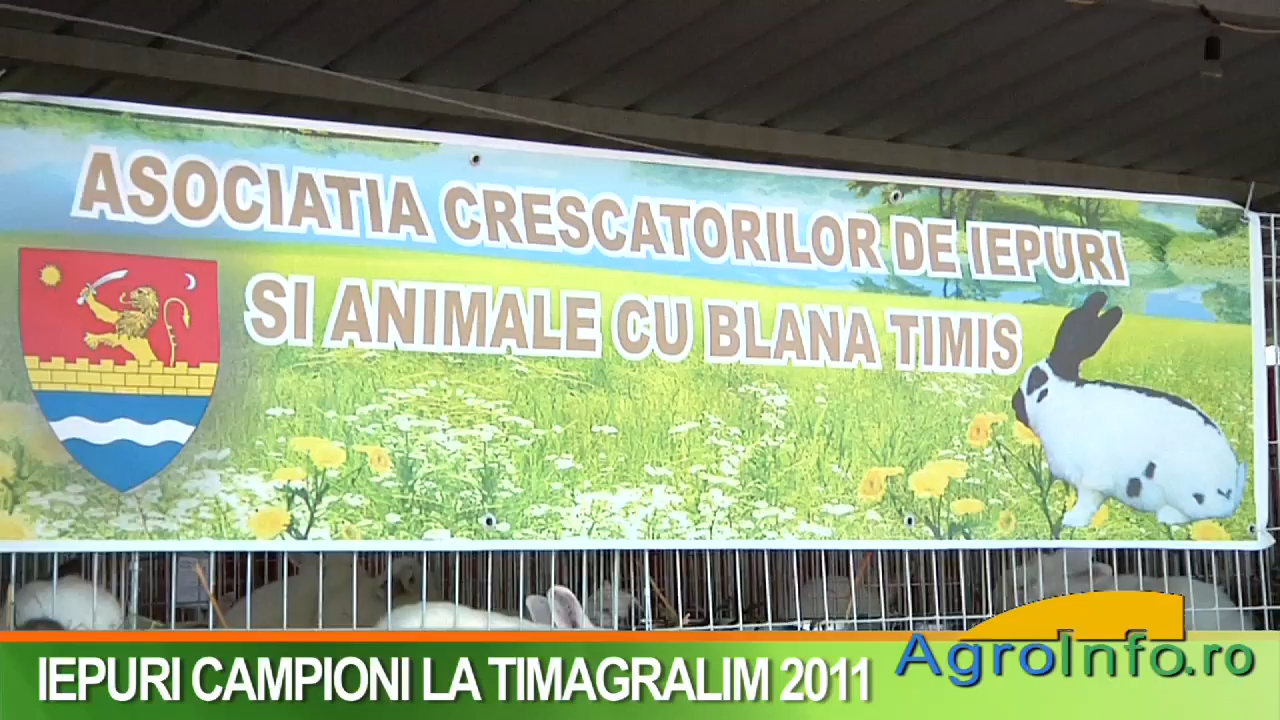 ASOCIATIA CRESCATORILOR DE IEPURI
SI ANIMALE CU BLANA TIMIS
IEPURI CAMPIONI LA TIMAGRALIM 2011
AgroInfo.ro